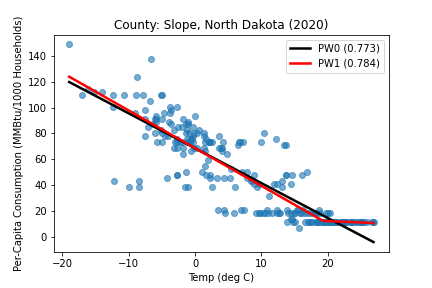 County: Slope, North Dakota (2020)
Per-Capita Consumption (MMBtu/1000 Households)
140
120
100
80
60
40
20
0
PW0 (0.773)
PW1 (0.784)
−20
−10
0
10
20
Temp (deg C)